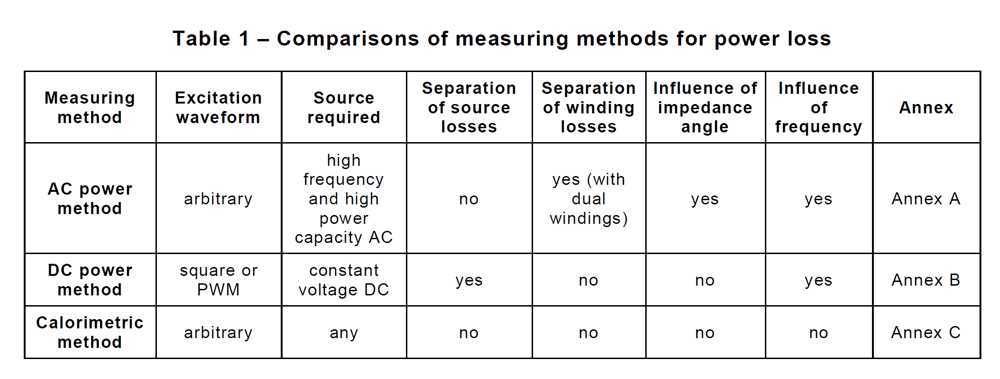 Table 1 – Comparisons of measuring methods for power loss
Measuring
method
Excitation
waveform
Source
required
Separation
of source
losses
Separation
of winding
losses
Influence of
impedance
angle
Influence
of
frequency
Annex
AC power
method
arbitrary
high
frequency
and high
power
capacity AC
no
yes (with
dual
windings)
yes
yes
Annex A
DC power
method
square or
PWM
constant
voltage DC
yes
no
no
yes
Annex B
Calorimetric
method
arbitrary
any
no
no
no
no
Annex C